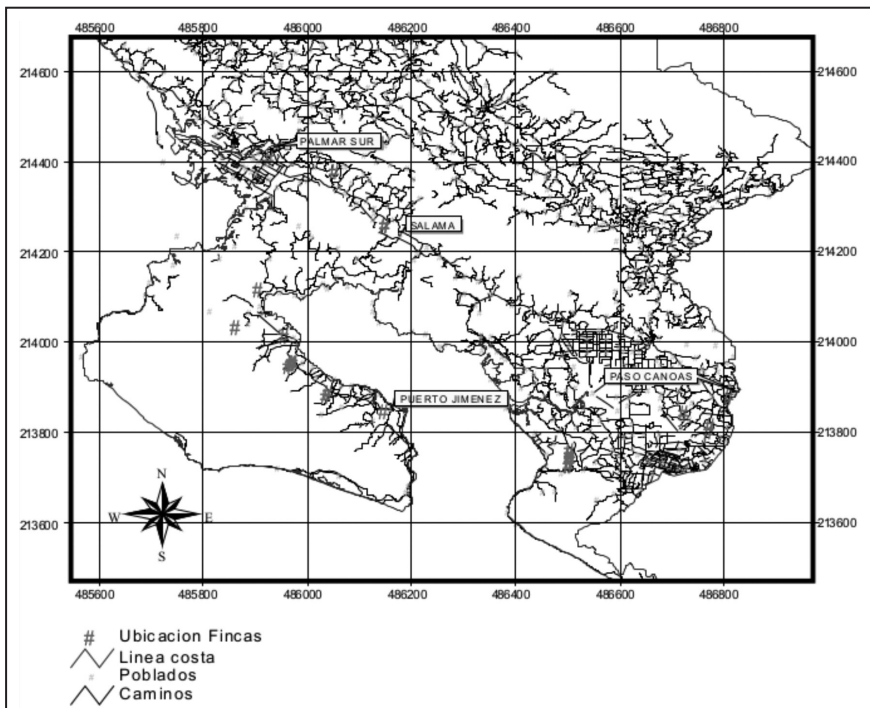 485600 485800 486000 486200 486400 486600 486800
214600 214600
PALMAR SUR
214400 214400
SALAMA
214200 214200
214000 214000
PASO CANOAS
PUERTO JIMENEZ
213800 213800
N
W E
S
213600 213600
485600 485800 486000 486200 486400 486600 486800
# Ubicacion Fincas
Linea costa
Poblados
Caminos